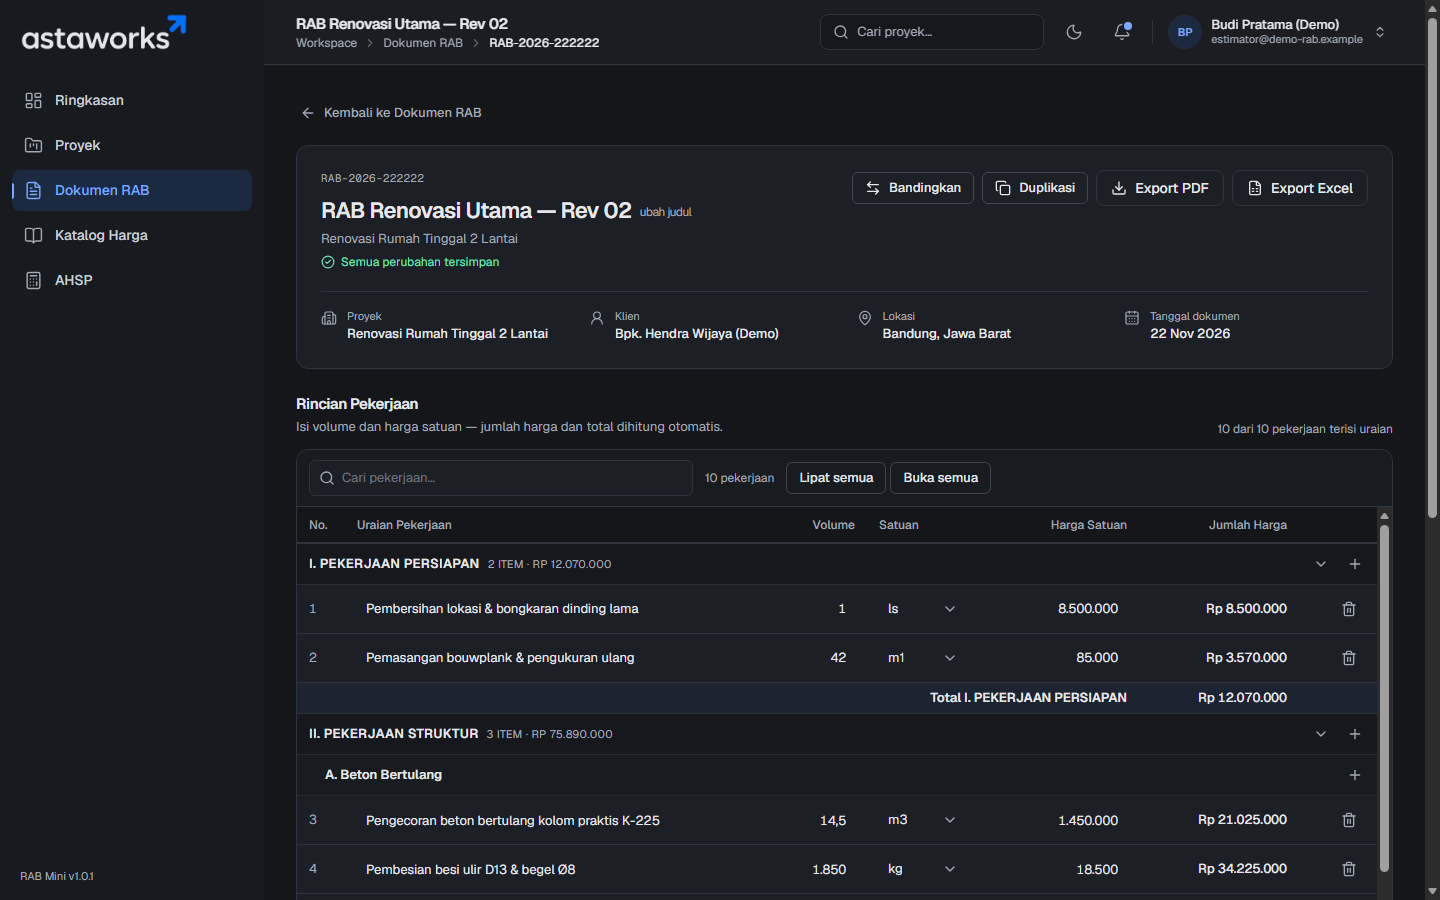 astaworks
Ringkasan
Proyek
Dokumen RAB
Katalog Harga
AHSP
RAB Mini v1.0.1
RAB Renovasi Utama — Rev 02
Workspace > Dokumen RAB > RAB-2026-222222
Cari proyek...
BP
Budi Pratama (Demo)
estimator@demo-rab.example
Kembali ke Dokumen RAB
RAB-2026-222222
Bandingkan
Duplikasi
Export PDF
Export Excel
RAB Renovasi Utama — Rev 02 ubah judul
Renovasi Rumah Tinggal 2 Lantai
Semua perubahan tersimpan
Proyek
Renovasi Rumah Tinggal 2 Lantai
Klien
Bpk. Hendra Wijaya (Demo)
Lokasi
Bandung, Jawa Barat
Tanggal dokumen
22 Nov 2026
Rincian Pekerjaan
Isi volume dan harga satuan — jumlah harga dan total dihitung otomatis.
10 dari 10 pekerjaan terisi uraian
Cari pekerjaan...
10 pekerjaan
Lipat semua
Buka semua
No. Uraian Pekerjaan Volume Satuan Harga Satuan Jumlah Harga
I. PEKERJAAN PERSIAPAN 2 ITEM · RP 12.070.000
1 Pembersihan lokasi & bongkaran dinding lama 1 ls 8.500.000 Rp 8.500.000
2 Pemasangan bouwplank & pengukuran ulang 42 m1 85.000 Rp 3.570.000
Total I. PEKERJAAN PERSIAPAN Rp 12.070.000
II. PEKERJAAN STRUKTUR 3 ITEM · RP 75.890.000
A. Beton Bertulang
3 Pengecoran beton bertulang kolom praktis K-225 14,5 m3 1.450.000 Rp 21.025.000
4 Pembesian besi ulir D13 & begel Ø8 1.850 kg 18.500 Rp 34.225.000